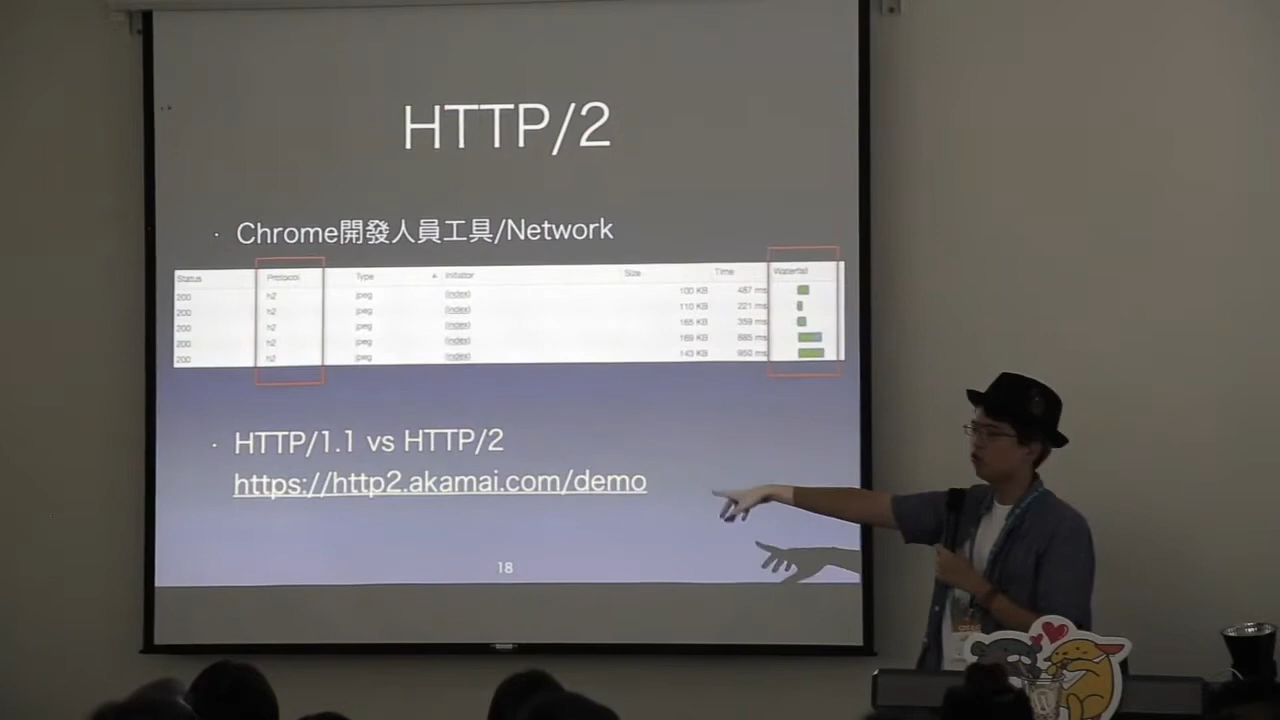 HTTP/2
· Chrome開發人員工具/Network
Status Protocol Type Initiator Size Time Waterfall
200 h2 jpeg (index) 100 KB 487 ms
200 h2 jpeg (index) 110 KB 221 ms
200 h2 jpeg (index) 165 KB 359 ms
200 h2 jpeg (index) 169 KB 885 ms
200 h2 jpeg (index) 143 KB 950 ms
· HTTP/1.1 vs HTTP/2
https://http2.akamai.com/demo
18